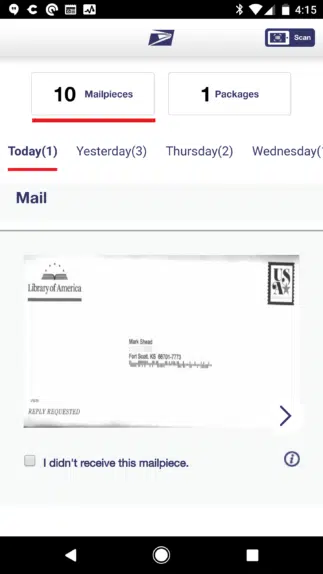 4:15
Scan
10 Mailpieces
1 Packages
Today(1) Yesterday(3) Thursday(2) Wednesday(
Mail
Library of America
USA
Mark Shead
Fort Scott, KS 66701-7773
REPLY REQUESTED
I didn't receive this mailpiece.